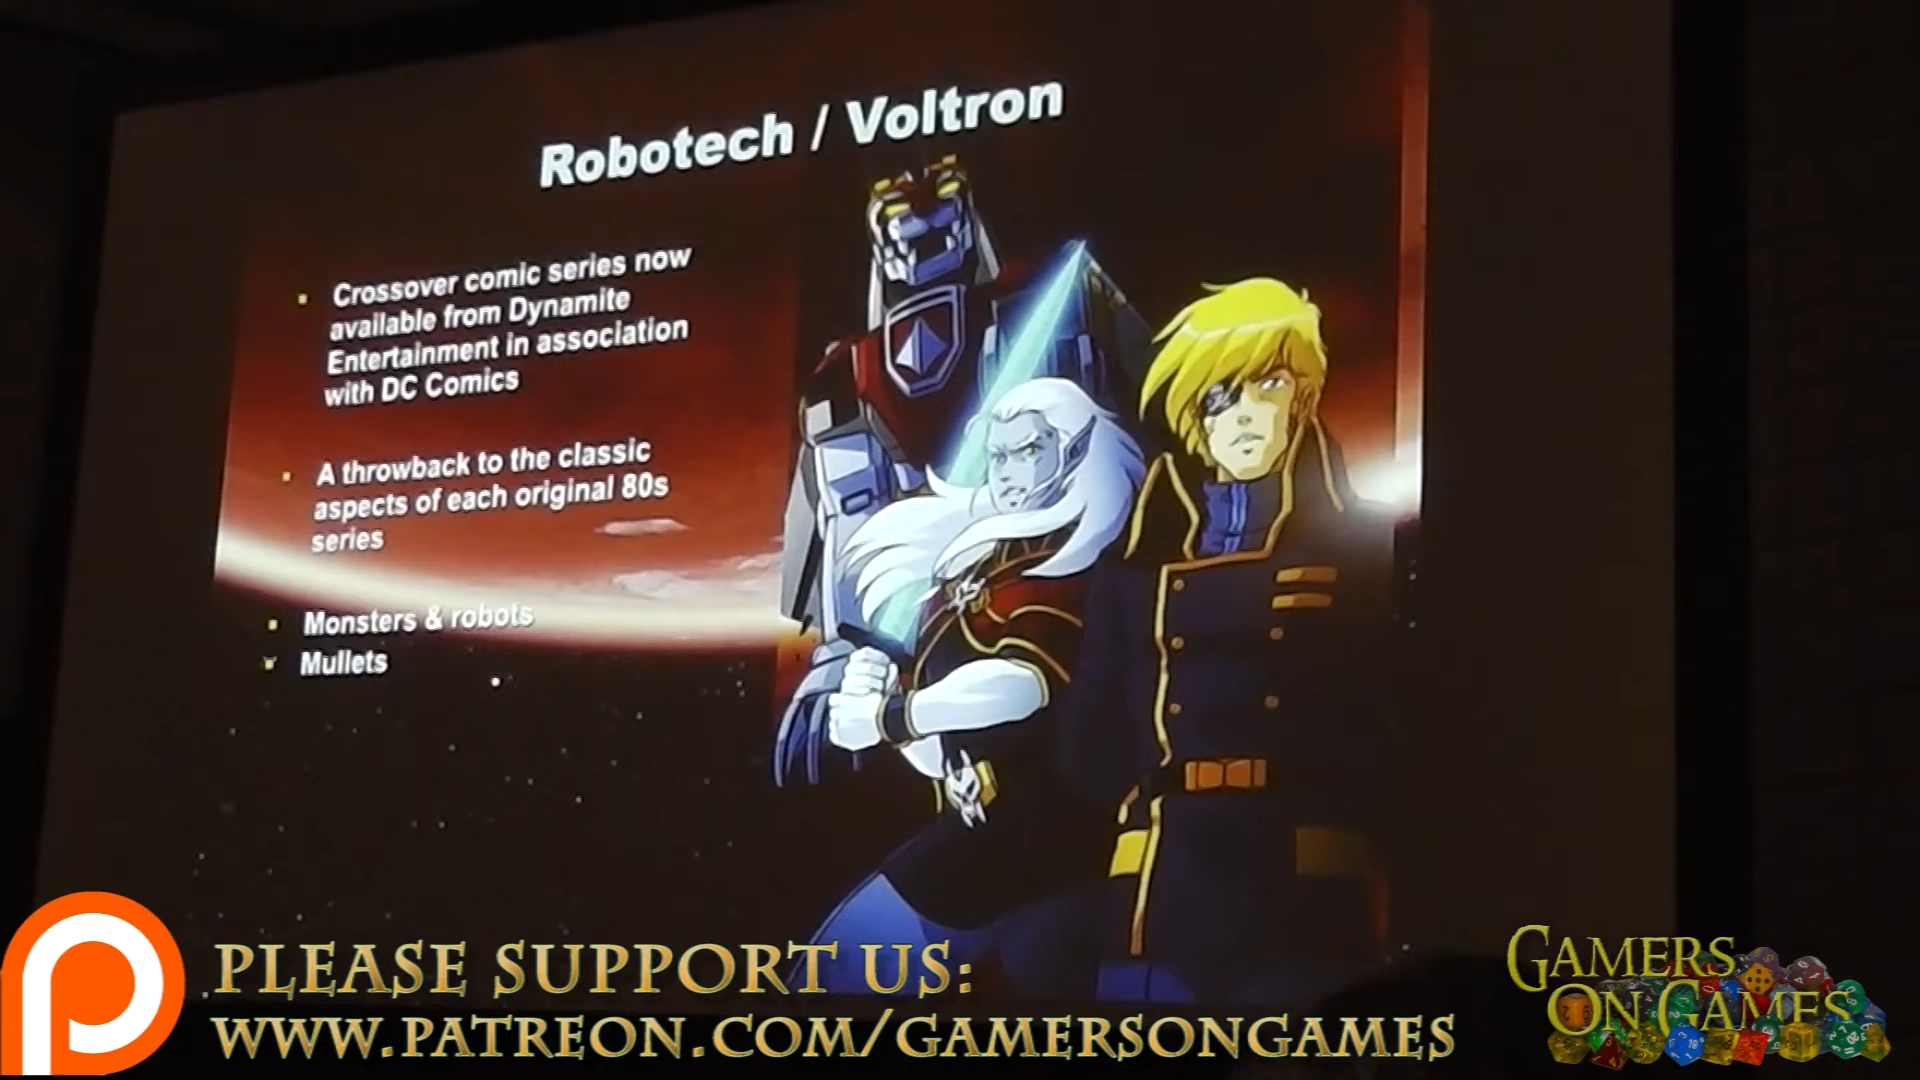 Robotech / Voltron
Crossover comic series now
available from Dynamite
Entertainment in association
with DC Comics
A throwback to the classic
aspects of each original 80s
series
Monsters & robots
Mullets
PLEASE SUPPORT US:
WWW.PATREON.COM/GAMERSONGAMES
GAMERS
ON GAMES